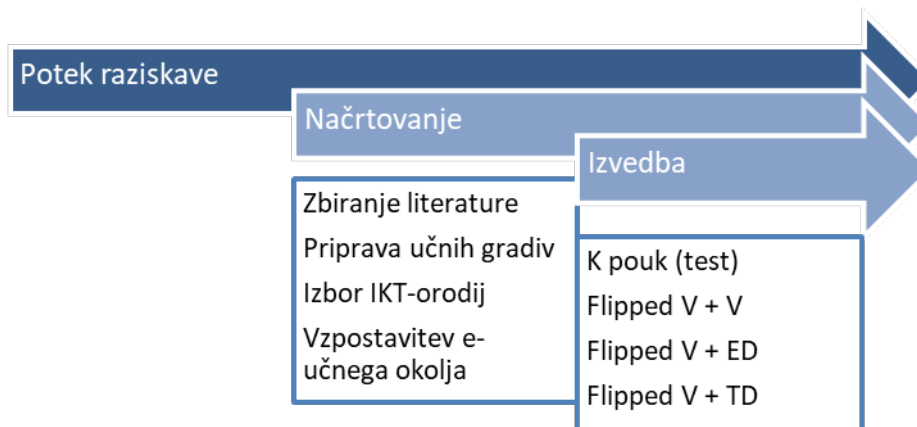 Potek raziskave
Načrtovanje
Izvedba
Zbiranje literature
Priprava učnih gradiv
Izbor IKT-orodij
Vzpostavitev e-
učnega okolja
K pouk (test)
Flipped V + V
Flipped V + ED
Flipped V + TD